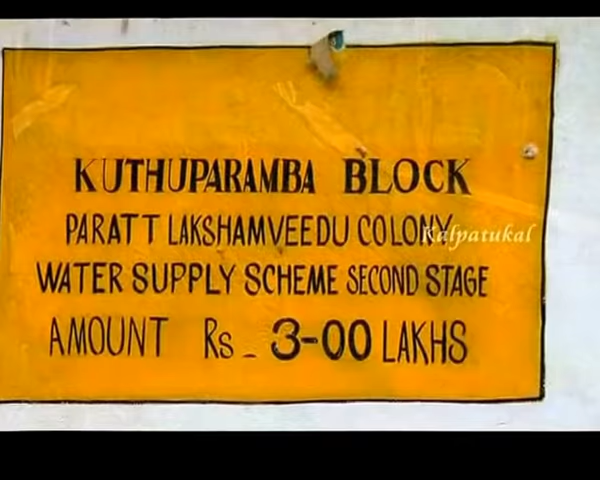 KUTHUPARAMBA BLOCK
PARATT LAKSHAMVEEDU COLONY
Kalpatukal
WATER SUPPLY SCHEME SECOND STAGE
AMOUNT Rs_ 3-00 LAKHS